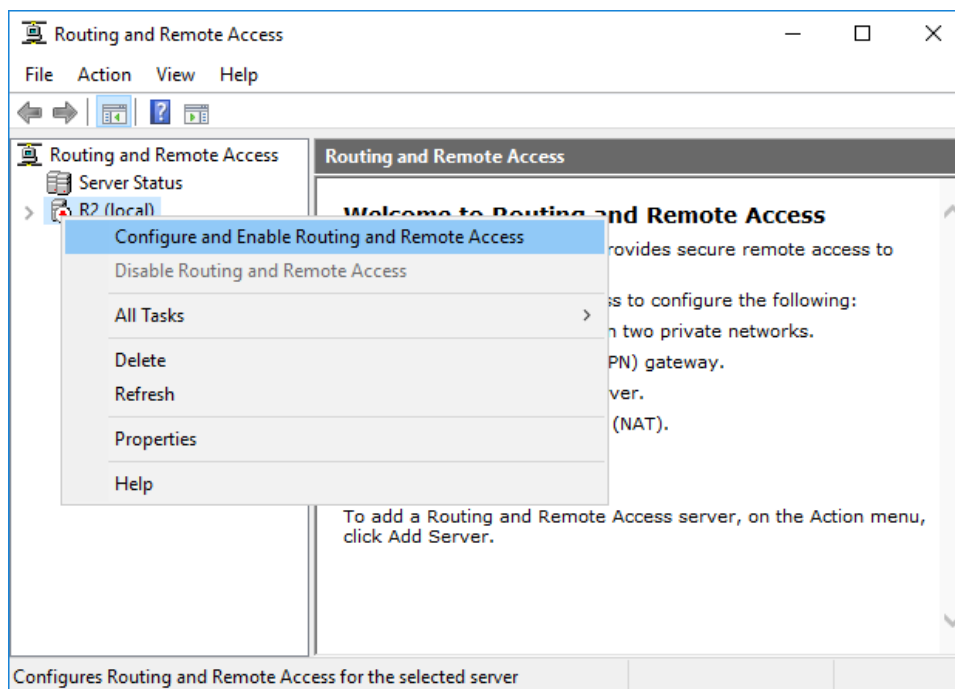 Routing and Remote Access
File Action View Help
Routing and Remote Access
Server Status
R2 (local)
Configure and Enable Routing and Remote Access
Disable Routing and Remote Access
All Tasks
Delete
Refresh
Properties
Help
Routing and Remote Access
Welcome to Routing and Remote Access
rovides secure remote access to
ss to configure the following:
n two private networks.
PN) gateway.
ver.
(NAT).
To add a Routing and Remote Access server, on the Action menu,
click Add Server.
Configures Routing and Remote Access for the selected server